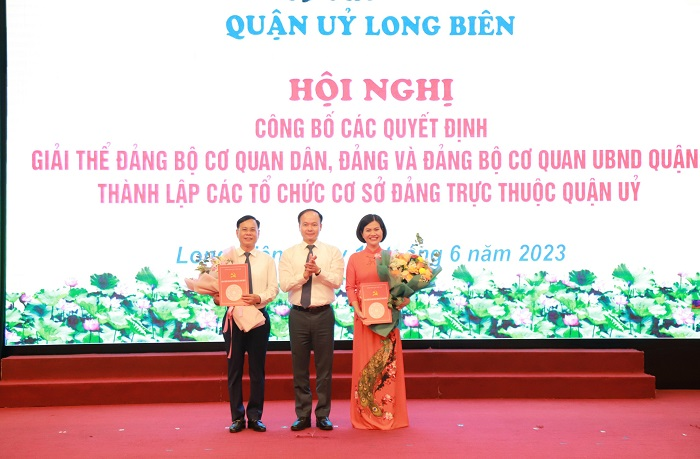 QUẬN UỶ LONG BIÊN
HỘI NGHỊ
CÔNG BỐ CÁC QUYẾT ĐỊNH
GIẢI THỂ ĐẢNG BỘ CƠ QUAN DÂN, ĐẢNG VÀ ĐẢNG BỘ CƠ QUAN UBND QUẬN
THÀNH LẬP CÁC TỔ CHỨC CƠ SỞ ĐẢNG TRỰC THUỘC QUẬN UỶ
6 năm 2023